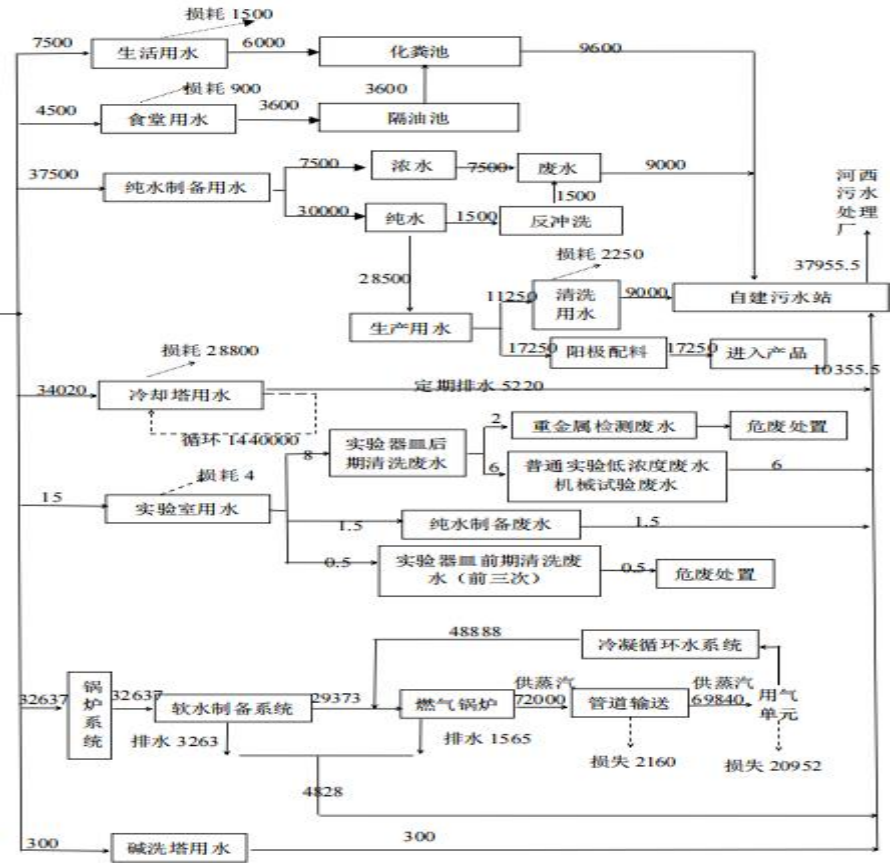 损耗 1500
7500
生活用水
6000
化粪池
9600
损耗 900
3600
4500
食堂用水
3600
隔油池
37500
纯水制备用水
7500
浓水
7500
废水
9000
1500
30000
纯水
1500
反冲洗
河西
污水
处理
厂
37955.5
28500
损耗 2250
11250
清洗
用水
9000
自建污水站
生产用水
17250
阳极配料
17250
进入产品
10355.5
损耗 28800
34020
冷却塔用水
定期排水 5220
循环 1440000
8
实验器皿后
期清洗废水
2
重金属检测废水
危废处置
6
普通实验低浓度废水
机械试验废水
6
损耗 4
15
实验室用水
1.5
纯水制备废水
1.5
0.5
实验器皿前期清洗废
水（前三次）
0.5
危废处置
48888
冷凝循环水系统
32637
锅
炉
系
统
32637
软水制备系统
29373
燃气锅炉
供蒸汽
72000
管道输送
供蒸汽
69840
用气
单元
排水 3263
排水 1565
损失 2160
损失 20952
4828
300
碱洗塔用水
300